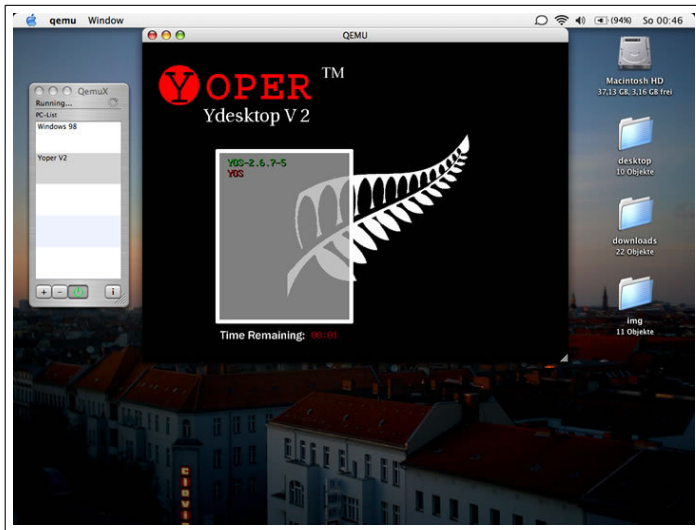 qemu Window
(94%) So 00:46
QEMU
QemuX
Running...
PC-List
Windows 98
Yoper V2
+ - i
YOPER TM
Ydesktop V 2
YOS-2.6.7-5
YOS
Time Remaining: 00:01
Macintosh HD
37,13 GB, 3,16 GB frei
desktop
10 Objekte
downloads
22 Objekte
img
11 Objekte